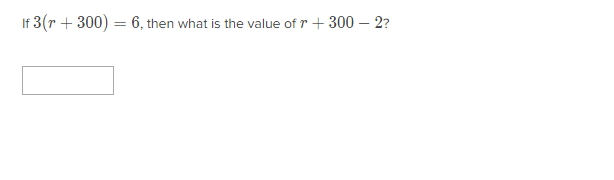 If 3(r + 300) = 6, then what is the value of r + 300 − 2?